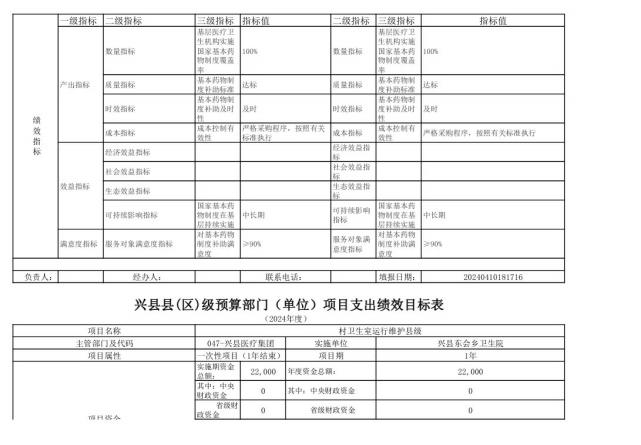 一级指标 二级指标 三级指标 指标值 二级指标 三级指标 指标值
绩效指标
产出指标
数量指标 基层医疗卫生机构实施国家基本药物制度覆盖率 100% 数量指标 基层医疗卫生机构实施国家基本药物制度覆盖率 100%
质量指标 基本药物制度补助标准 达标 质量指标 基本药物制度补助标准 达标
时效指标 基本药物制度补助及时性 及时 时效指标 基本药物制度补助及时性 及时
成本指标 成本控制有效性 严格采购程序，按照有关标准执行 成本指标 成本控制有效性 严格采购程序，按照有关标准执行
效益指标
经济效益指标 经济效益指标
社会效益指标 社会效益指标
生态效益指标 生态效益指标
可持续影响指标 国家基本药物制度在基层持续实施 中长期 可持续影响指标 国家基本药物制度在基层持续实施 中长期
满意度指标 服务对象满意度指标 对基本药物制度补助满意度 ≥90% 服务对象满意度指标 对基本药物制度补助满意度 ≥90%
负责人： 经办人： 联系电话： 填报日期： 20240410181716
兴县县(区)级预算部门（单位）项目支出绩效目标表
（2024年度）
项目名称 村卫生室运行维护县级
主管部门及代码 047-兴县医疗集团 实施单位 兴县东会乡卫生院
项目属性 一次性项目（1年结束） 项目期 1年
项目资金
实施期资金总额： 22,000 年度资金总额： 22,000
其中：中央财政资金 0 其中：中央财政资金 0
省级财政资金 0 省级财政资金 0